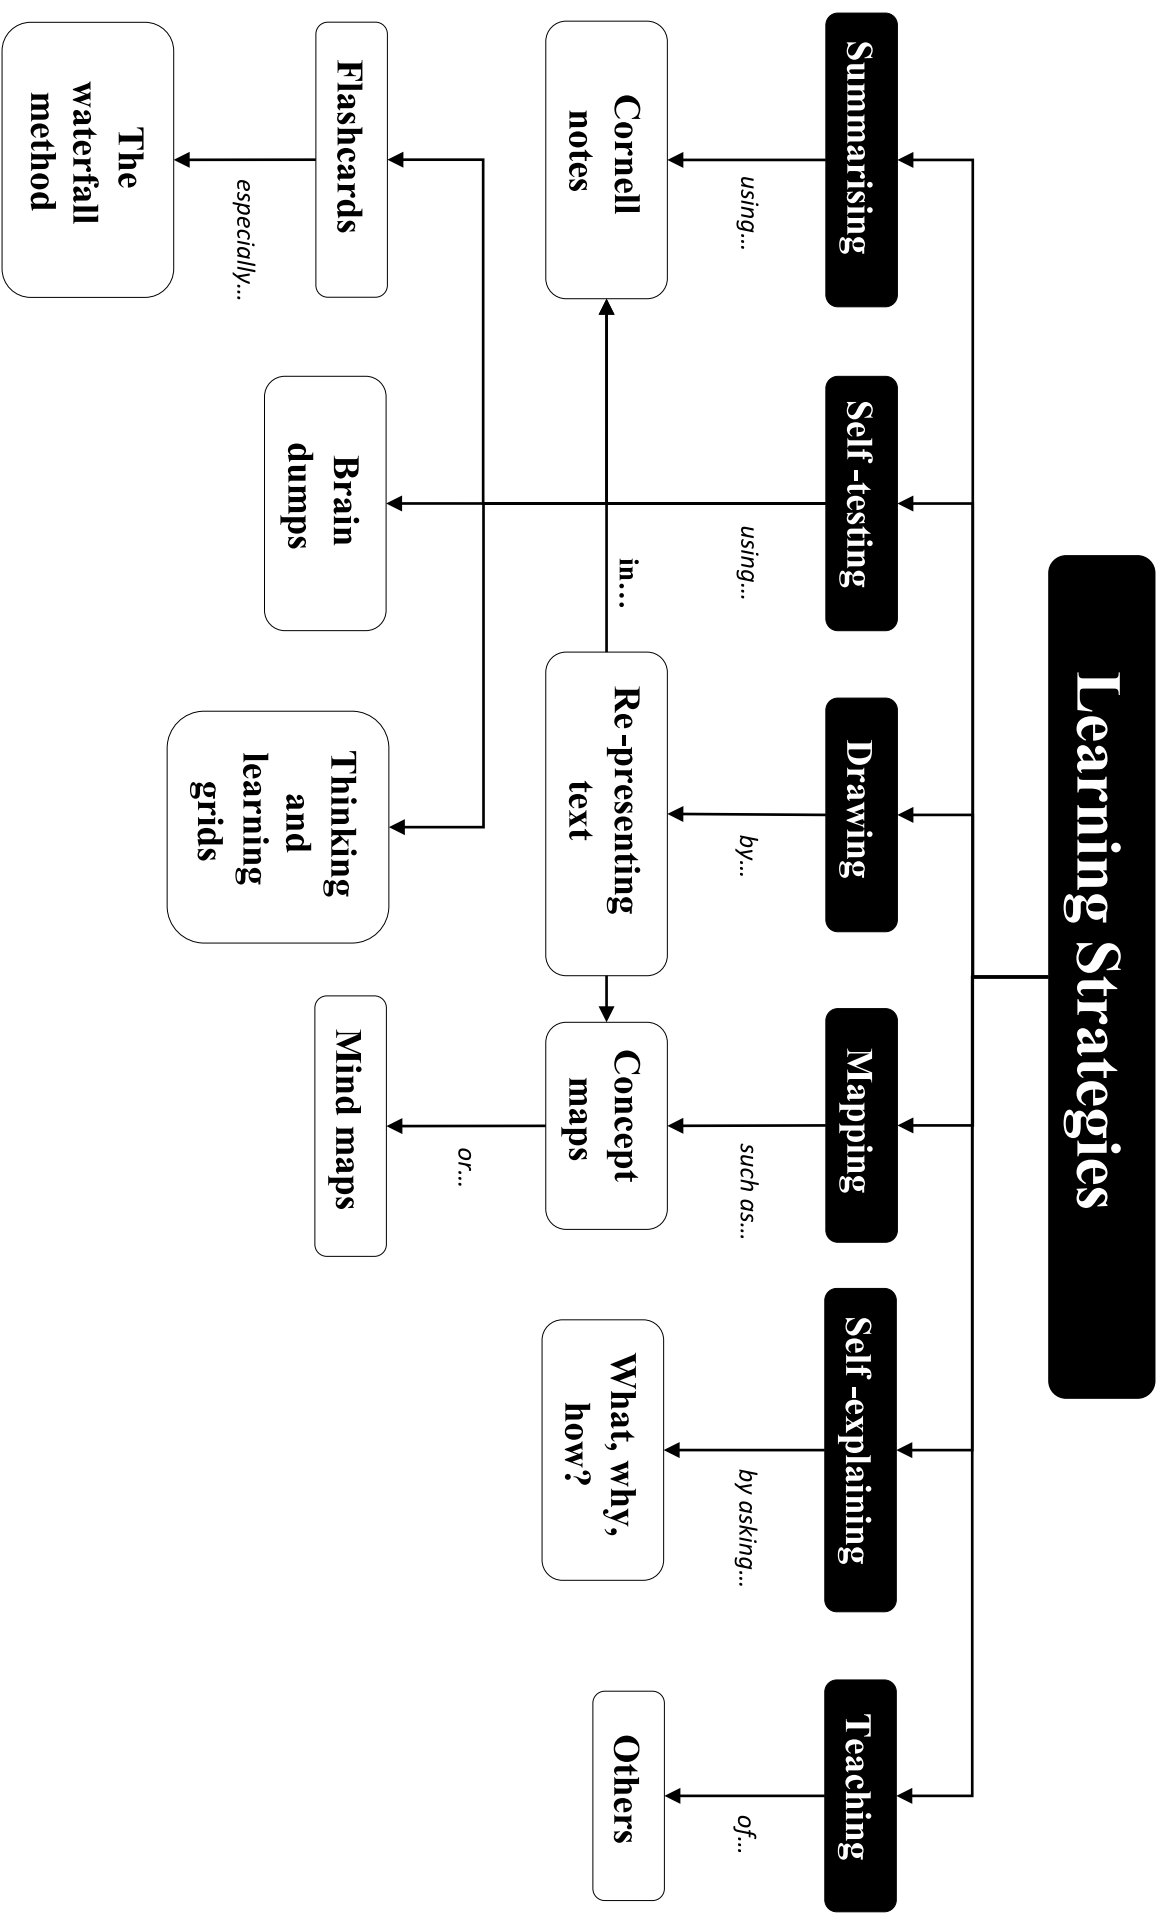 Learning Strategies
Summarising
Self -testing
Drawing
Mapping
Self -explaining
Teaching
using...
using...
by...
such as...
by asking...
of...
Cornell
notes
in...
Re-presenting
text
Concept
maps
What, why,
how?
Others
or...
Flashcards
Brain
dumps
Thinking
and
learning
grids
Mind maps
especially...
The
waterfall
method